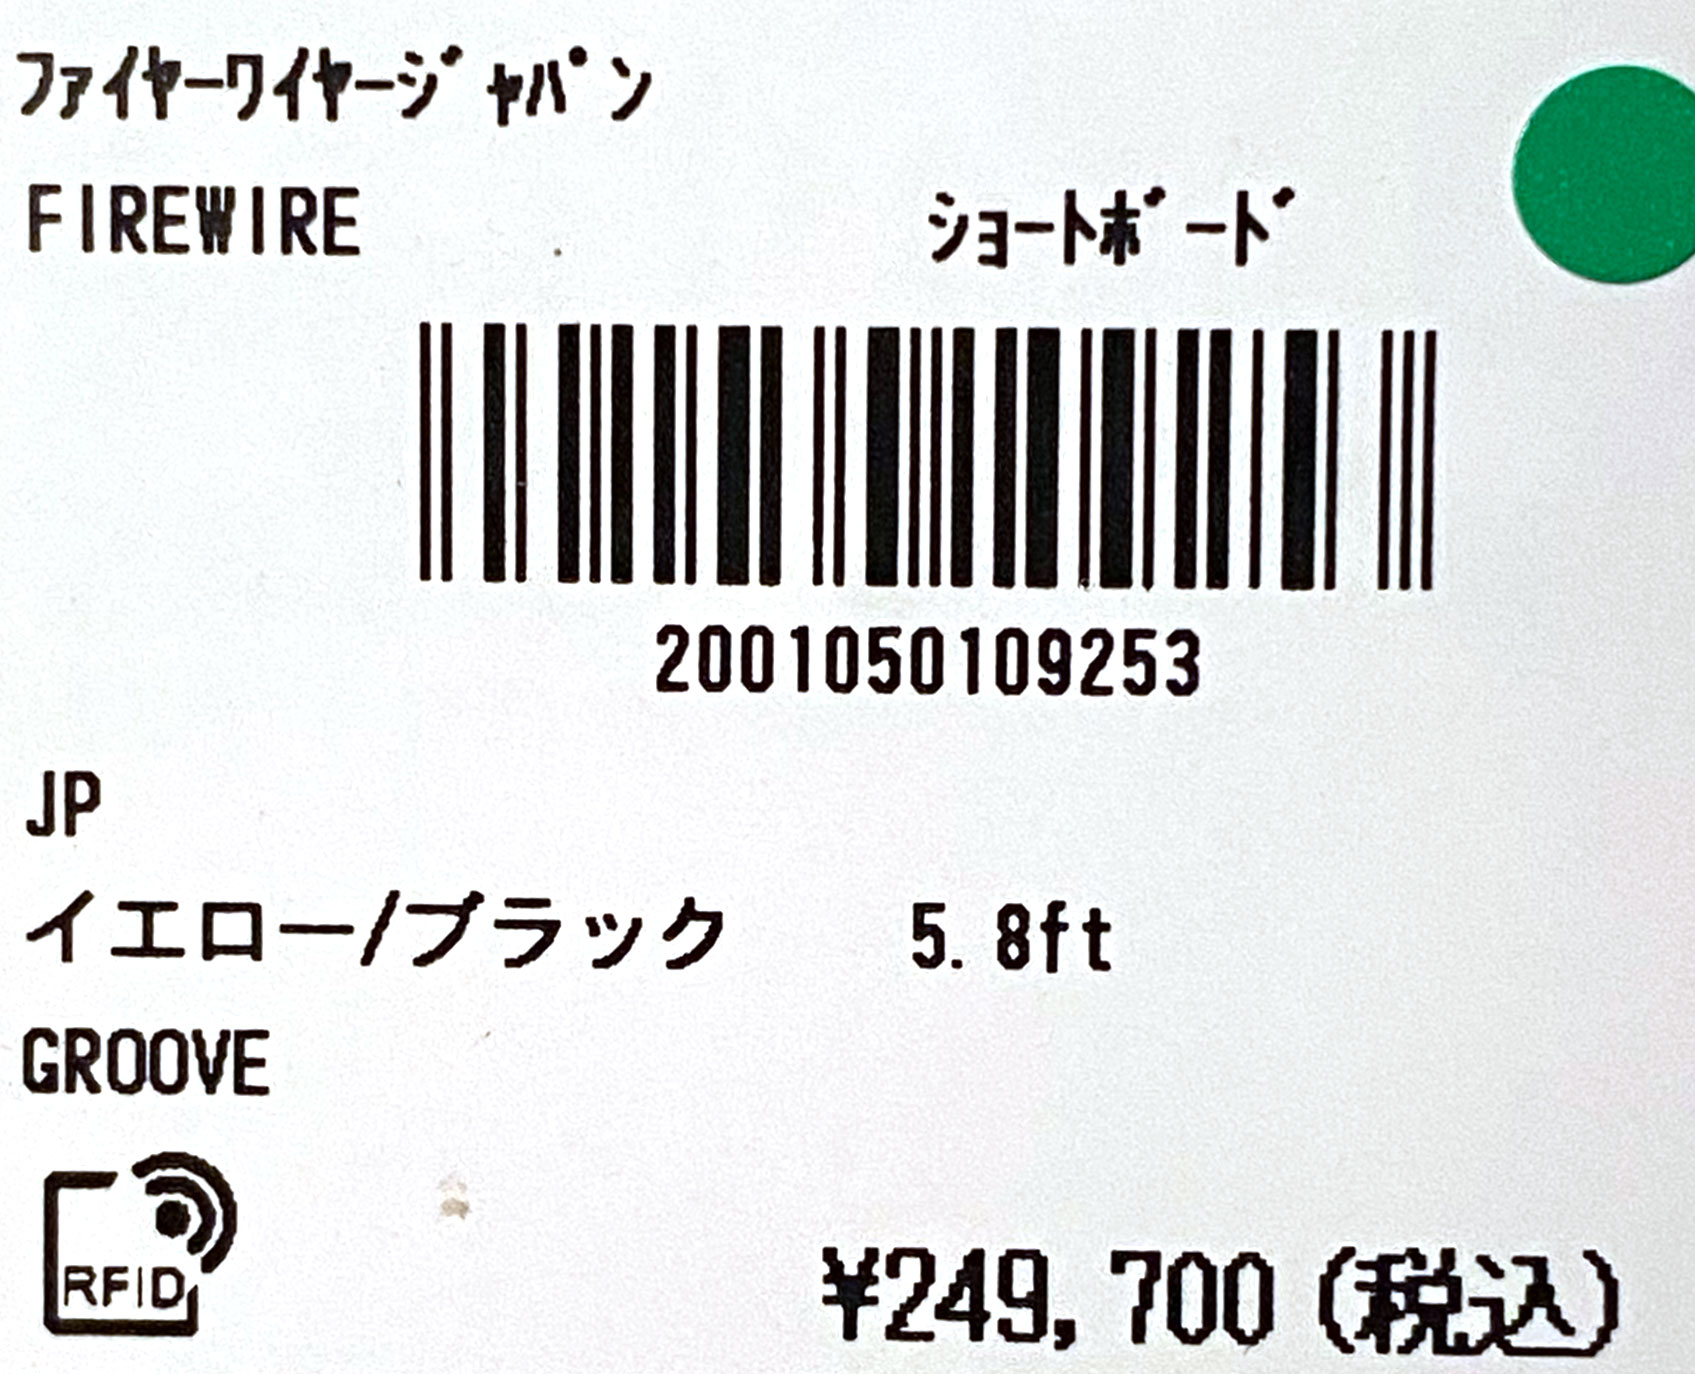 ﾌｧｲﾔｰﾜｲﾔｰｼﾞｬﾊﾟﾝ
FIREWIRE ｼｮｰﾄﾎﾞｰﾄﾞ
2001050109253
JP
イエロー/ブラック 5.8ft
GROOVE
RFID
¥249,700(税込)